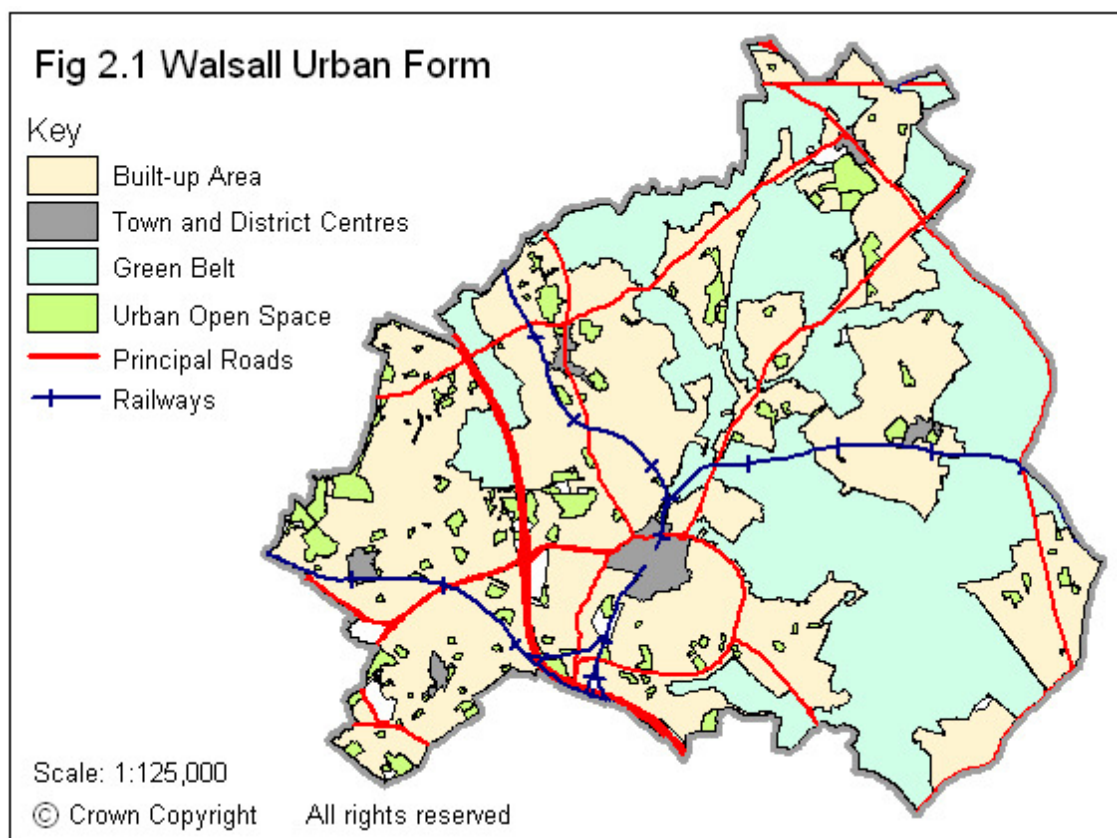 Fig 2.1 Walsall Urban Form
Key
Built-up Area
Town and District Centres
Green Belt
Urban Open Space
Principal Roads
Railways
Scale: 1:125,000
© Crown Copyright All rights reserved